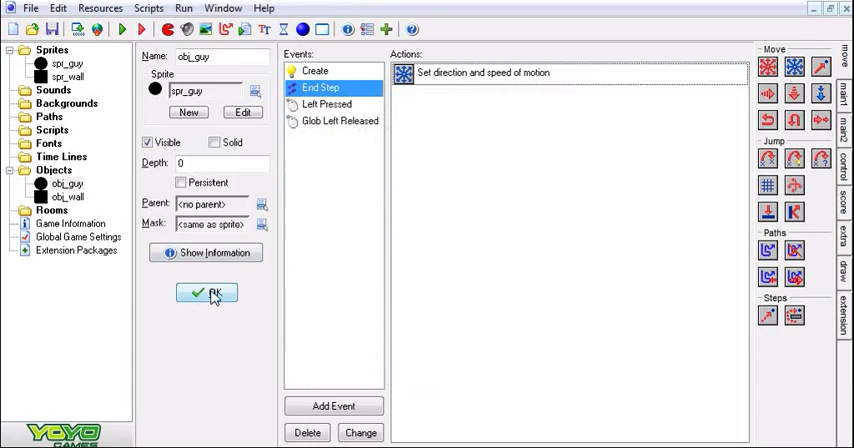 File Edit Resources Scripts Run Window Help
Sprites
spr_guy
spr_wall
Sounds
Backgrounds
Paths
Scripts
Fonts
Time Lines
Objects
obj_guy
obj_wall
Rooms
Game Information
Global Game Settings
Extension Packages
YOYO
GAMES
Name: obj_guy
Sprite
spr_guy
New Edit
Visible Solid
Depth: 0
Persistent
Parent: <no parent>
Mask: <same as sprite>
Show Information
OK
Events:
Create
End Step
Left Pressed
Glob Left Released
Add Event
Delete Change
Actions:
Set direction and speed of motion
Move
Jump
Paths
Steps
move
main1
main2
control
score
extra
draw
extension